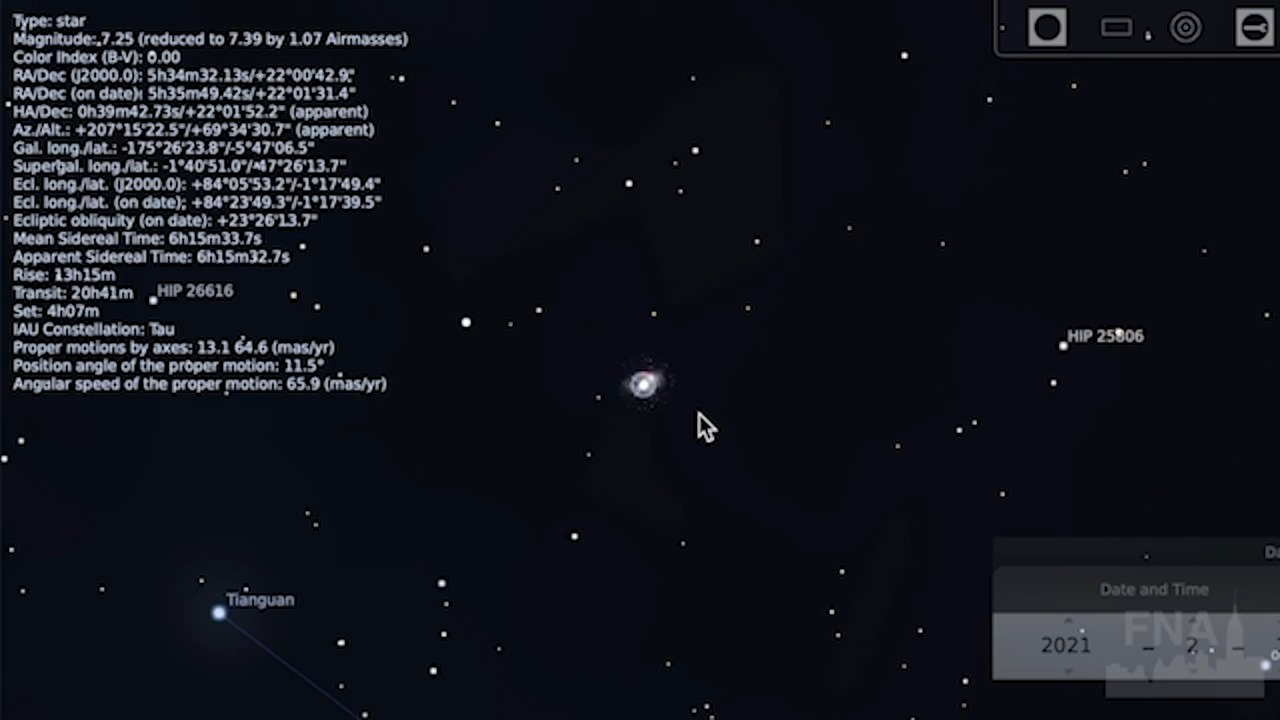 Type: star
Magnitude: 7.25 (reduced to 7.39 by 1.07 Airmasses)
Color Index (B-V): 0.00
RA/Dec (J2000.0): 5h34m32.13s/+22°00'42.9"
RA/Dec (on date): 5h35m49.42s/+22°01'31.4"
HA/Dec: 0h39m42.73s/+22°01'52.2" (apparent)
Az./Alt.: +207°15'22.5"/+69°34'30.7" (apparent)
Gal. long./lat.: -175°26'23.8"/-5°47'06.5"
Supergal. long./lat.: -1°40'51.0"/-47°26'13.7"
Ecl. long./lat. (J2000.0): +84°05'53.2"/-1°17'49.4"
Ecl. long./lat. (on date): +84°23'49.3"/-1°17'39.5"
Ecliptic obliquity (on date): +23°26'13.7"
Mean Sidereal Time: 6h15m33.7s
Apparent Sidereal Time: 6h15m32.7s
Rise: 13h15m
Transit: 20h41m
HIP 26616
Set: 4h07m
IAU Constellation: Tau
Proper motions by axes: 13.1 64.6 (mas/yr)
Position angle of the proper motion: 11.5°
Angular speed of the proper motion: 65.9 (mas/yr)
HIP 25806
Tianguan
Da
Date and Time
FNA
2021 – 2 –